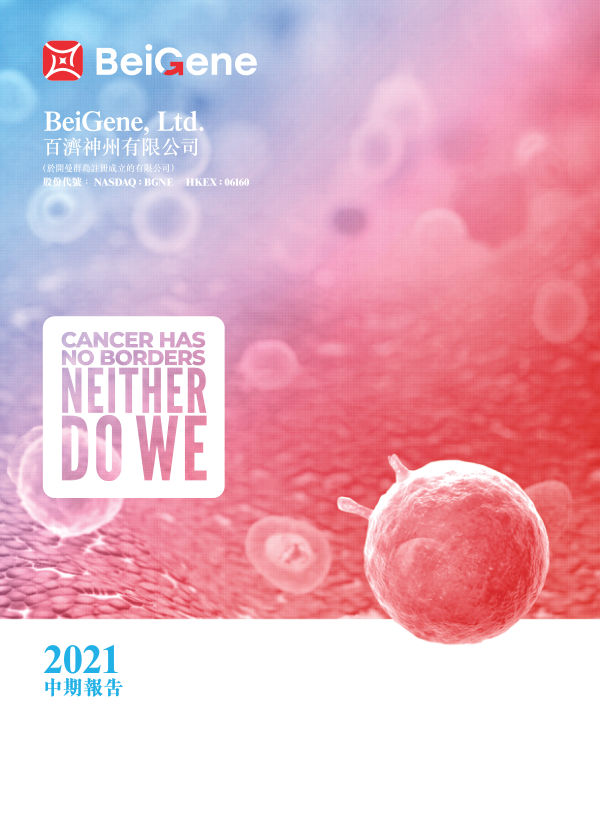 BeiGene
BeiGene, Ltd.
百濟神州有限公司
(於開曼群島註冊成立的有限公司)
股份代號： NASDAQ : BGNE HKEX : 06160
CANCER HAS
NO BORDERS
NEITHER
DO WE
2021
中期報告